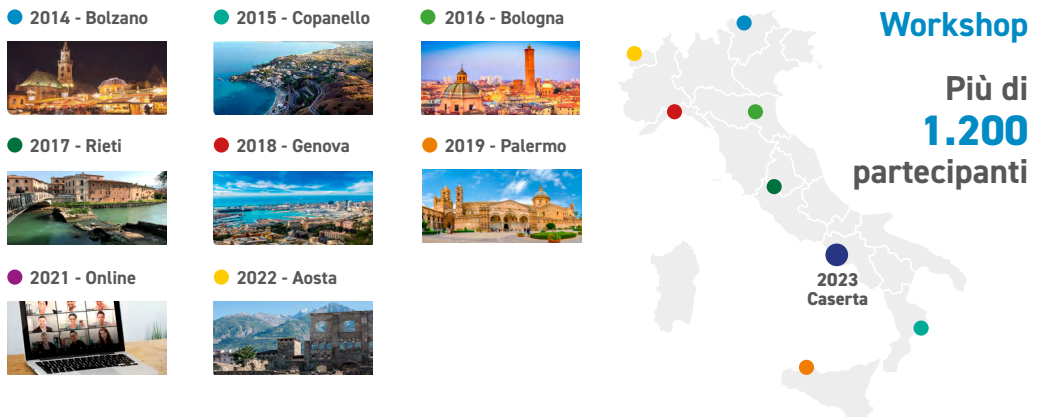 2014 - Bolzano
2015 - Copanello
2016 - Bologna
2017 - Rieti
2018 - Genova
2019 - Palermo
2021 - Online
2022 - Aosta
2023
Caserta
Workshop
Più di
1.200
partecipanti